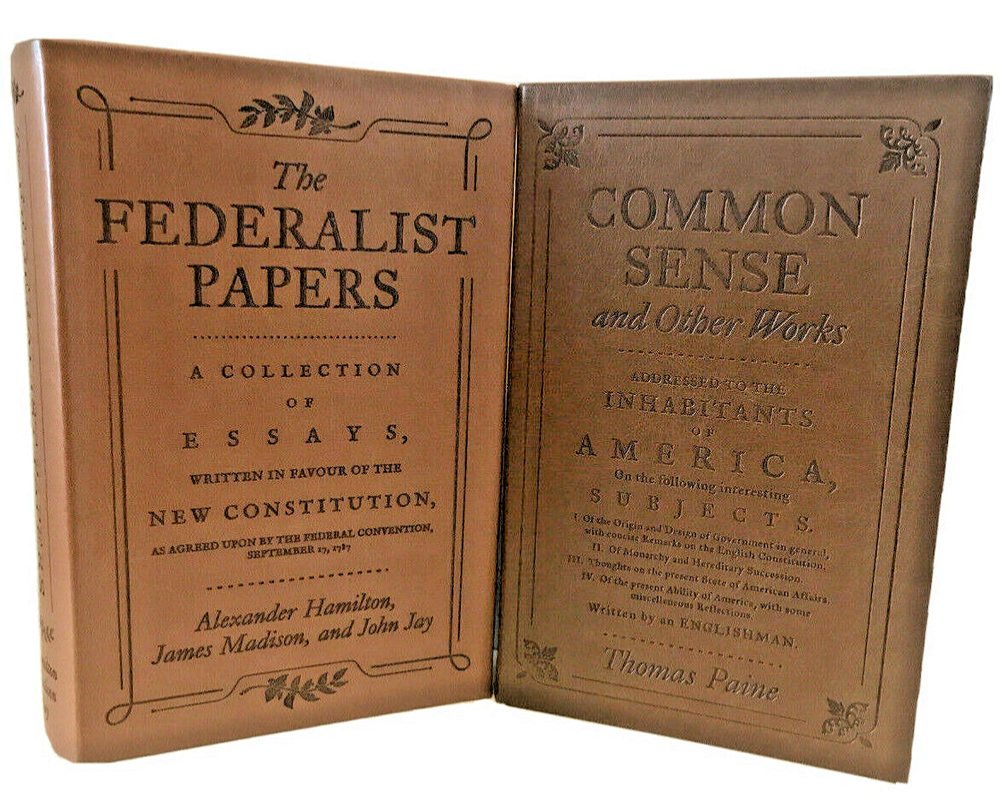 The
FEDERALIST
PAPERS
A COLLECTION
OF
ESSAYS,
WRITTEN IN FAVOUR OF THE
NEW CONSTITUTION,
AS AGREED UPON BY THE FEDERAL CONVENTION,
SEPTEMBER 17, 1787
Alexander Hamilton,
James Madison, and John Jay
COMMON
SENSE
and Other Works
ADDRESSED TO THE
INHABITANTS
OF
AMERICA,
On the following interesting
SUBJECTS.
I. Of the Origin and Design of Government in general,
with concise Remarks on the English Constitution.
II. Of Monarchy and Hereditary Succession.
III. Thoughts on the present State of American Affairs.
IV. Of the present Ability of America, with some
miscellaneous Reflections.
Written by an ENGLISHMAN.
Thomas Paine